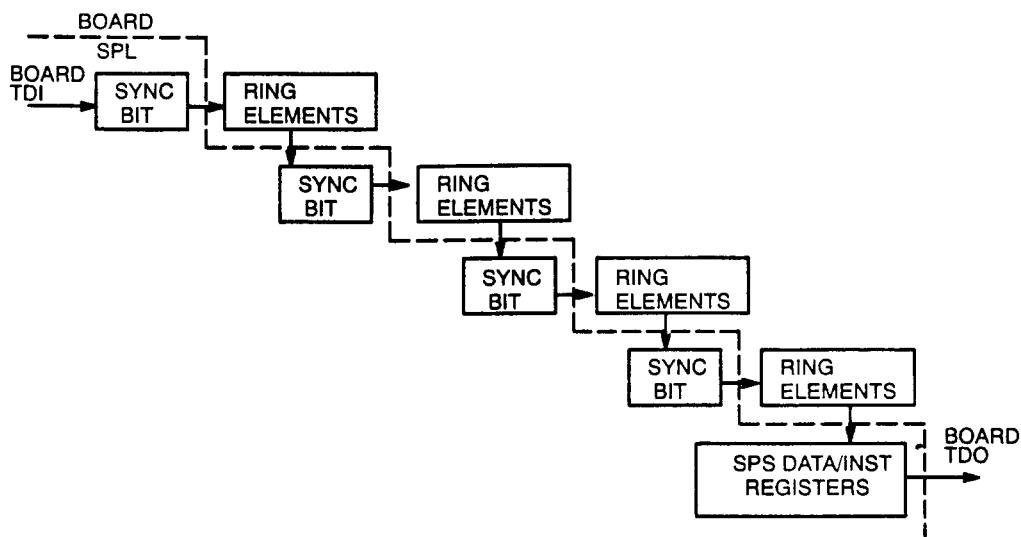 BOARD
SPL
BOARD
TDI
SYNC
BIT
RING
ELEMENTS
SYNC
BIT
RING
ELEMENTS
SYNC
BIT
RING
ELEMENTS
SYNC
BIT
RING
ELEMENTS
SPS DATA/INST
REGISTERS
BOARD
TDO